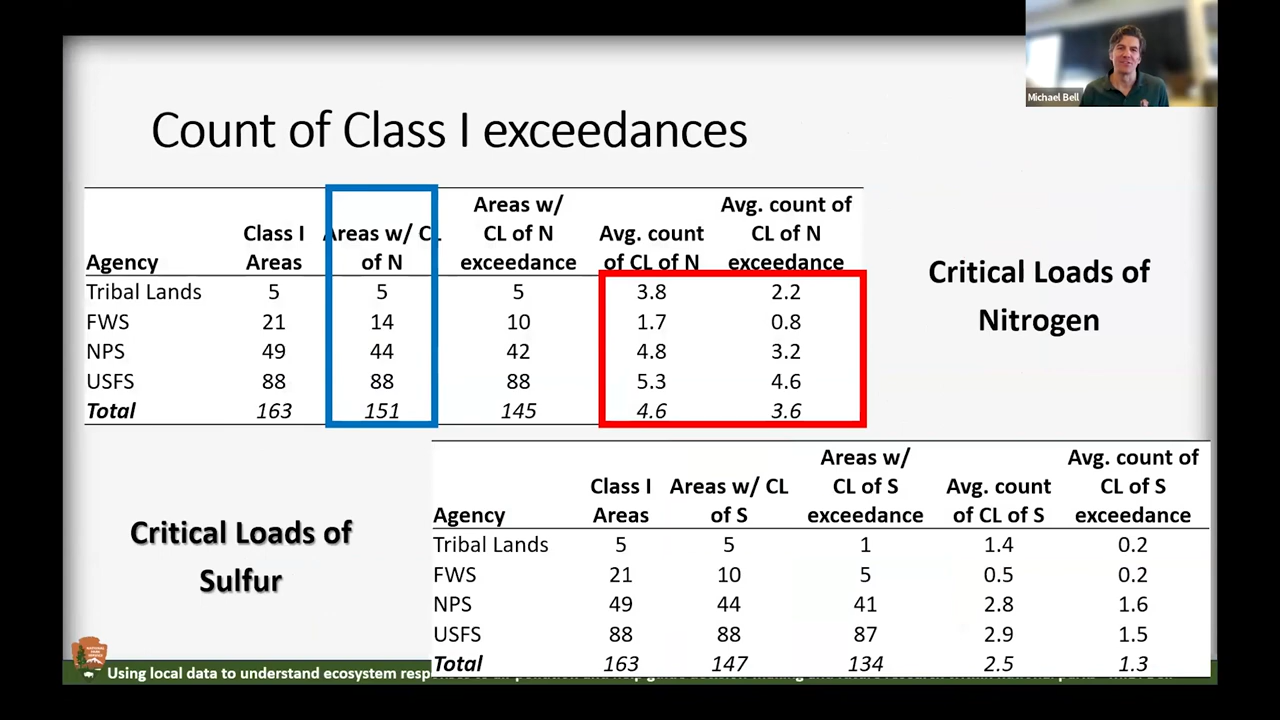 Michael Bell
Count of Class I exceedances
Agency Class I Areas Areas w/ CL of N Areas w/ CL of N exceedance Avg. count of CL of N Avg. count of CL of N exceedance
Tribal Lands 5 5 5 3.8 2.2
FWS 21 14 10 1.7 0.8
NPS 49 44 42 4.8 3.2
USFS 88 88 88 5.3 4.6
Total 163 151 145 4.6 3.6
Critical Loads of
Nitrogen
Critical Loads of
Sulfur
Agency Class I Areas Areas w/ CL of S Areas w/ CL of S exceedance Avg. count of CL of S Avg. count of CL of S exceedance
Tribal Lands 5 5 1 1.4 0.2
FWS 21 10 5 0.5 0.2
NPS 49 44 41 2.8 1.6
USFS 88 88 87 2.9 1.5
Total 163 147 134 2.5 1.3
NATIONAL PARK SERVICE
Using local data to understand ecosystem